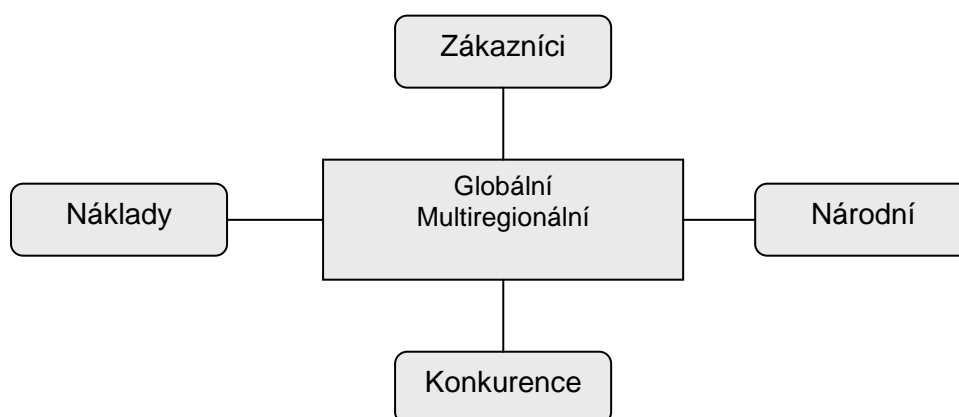 Zákazníci
Globální
Multiregionální
Náklady
Národní
Konkurence